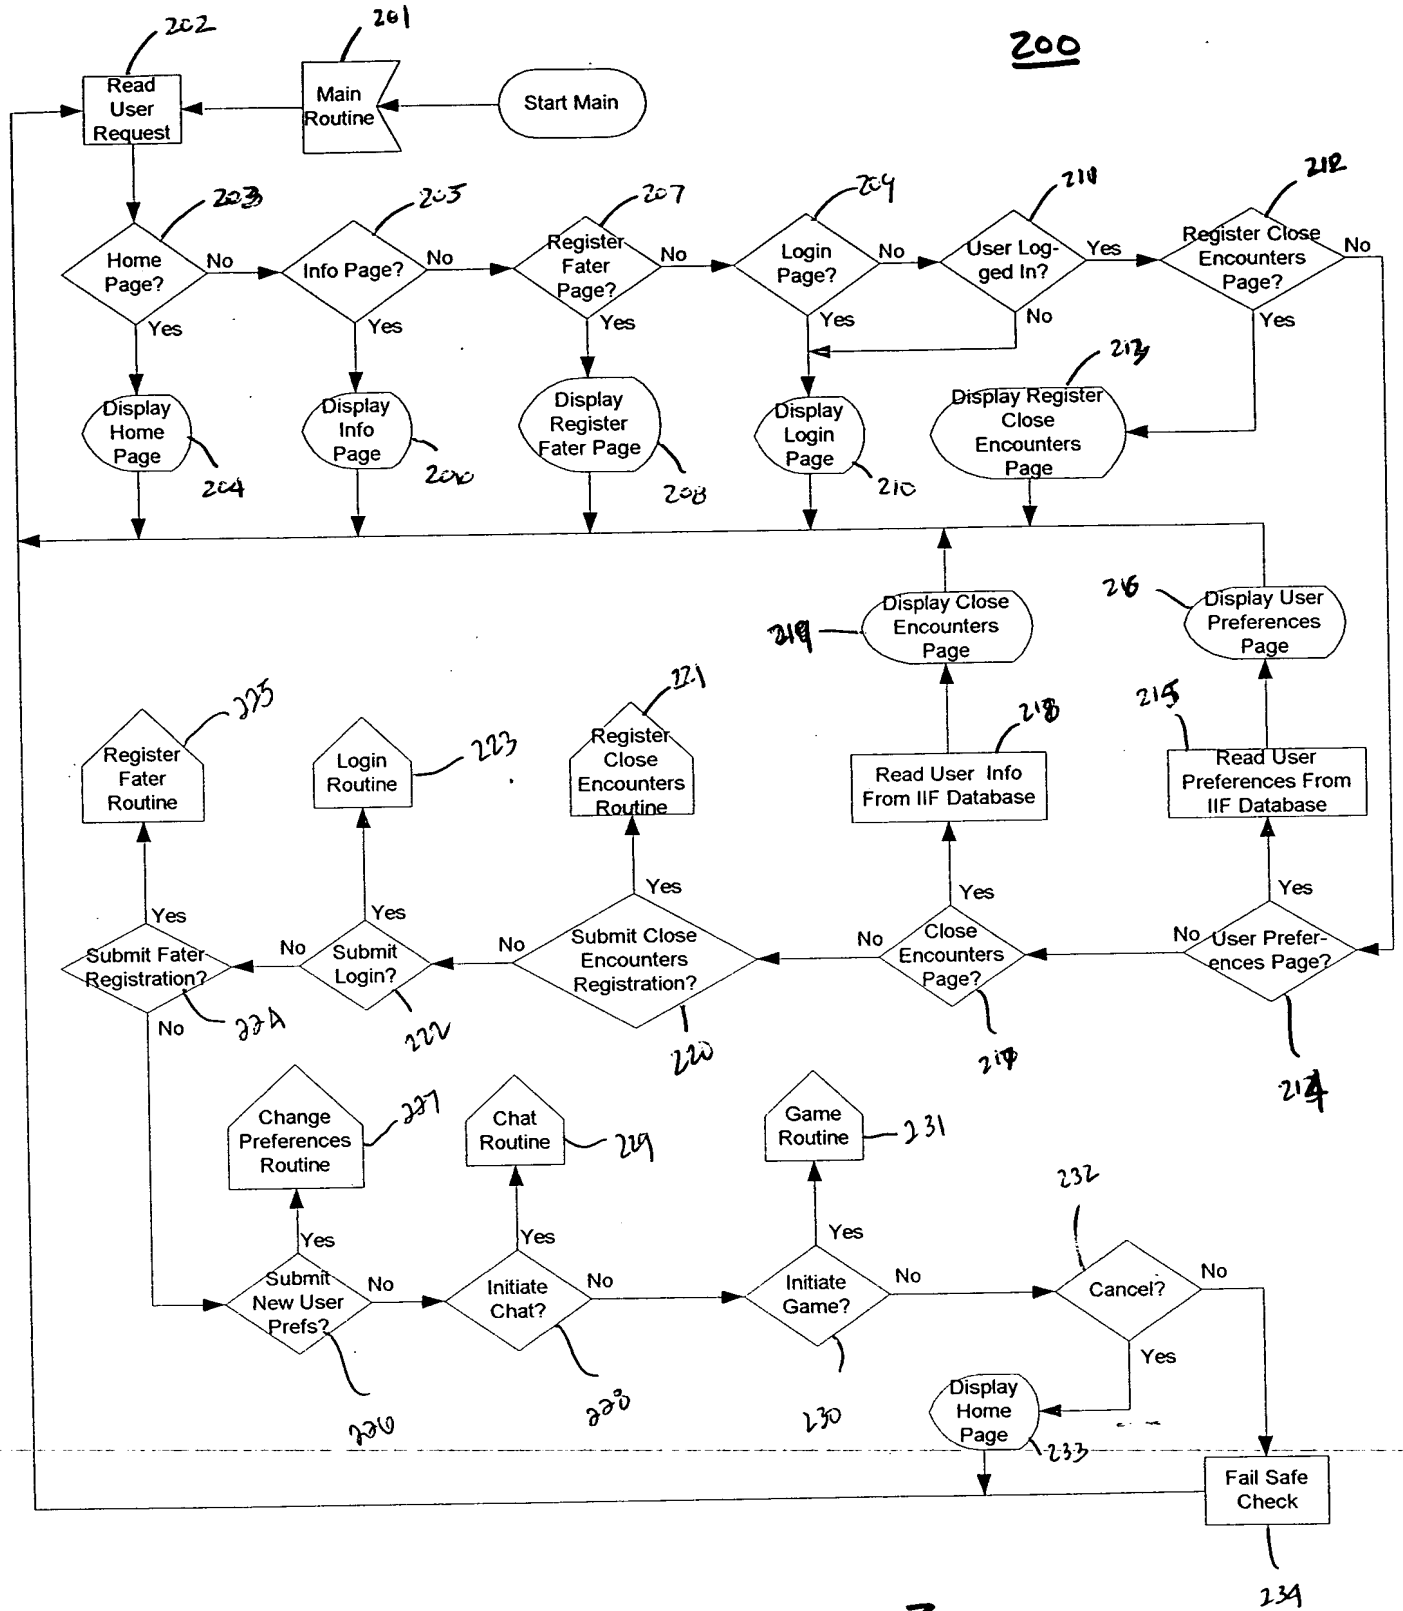 200
202
201
Read
User
Request
Main
Routine
Start Main
203
205
207
209
211
212
Home
Page?
No
Info Page?
No
Register
Fater
Page?
No
Login
Page?
No
User Log-
ged In?
Yes
Register Close
Encounters
Page?
No
Yes
Yes
Yes
Yes
No
Yes
213
Display
Home
Page
204
Display
Info
Page
206
Display
Register
Fater Page
208
Display
Login
Page
210
Display Register
Close
Encounters
Page
219
Display Close
Encounters
Page
216
Display User
Preferences
Page
225
Register
Fater
Routine
223
Login
Routine
221
Register
Close
Encounters
Routine
218
Read User Info
From IIF Database
215
Read User
Preferences From
IIF Database
Yes
Yes
Yes
Yes
Yes
Submit Fater
Registration?
No
Submit
Login?
No
Submit Close
Encounters
Registration?
No
Close
Encounters
Page?
No
User Prefer-
ences Page?
No
224
222
220
217
214
Change
Preferences
Routine
227
Chat
Routine
229
Game
Routine
231
232
Yes
Yes
Yes
Submit
New User
Prefs?
No
Initiate
Chat?
No
Initiate
Game?
No
Cancel?
No
Yes
226
228
230
Display
Home
Page
233
Fail Safe
Check
234